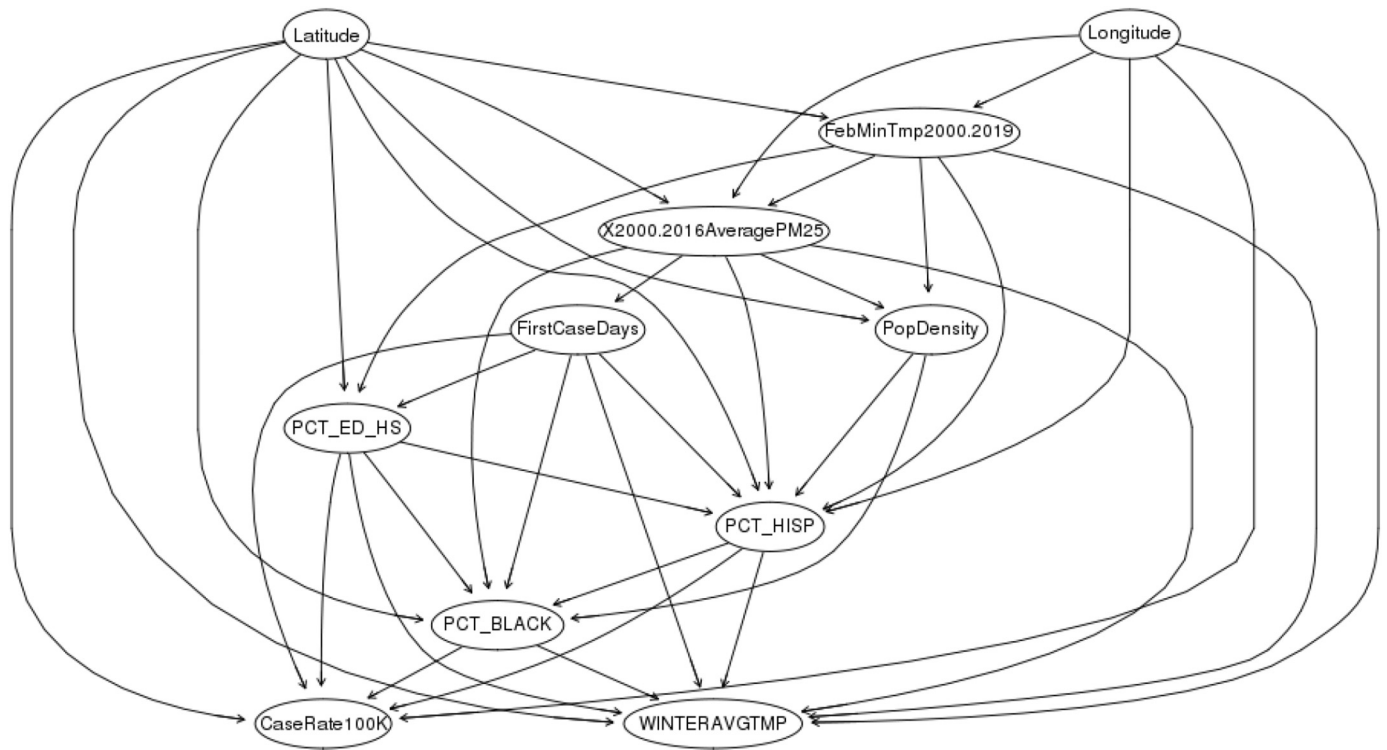 Latitude
Longitude
FebMinTmp2000.2019
X2000.2016AveragePM25
FirstCaseDays
PopDensity
PCT_ED_HS
PCT_HISP
PCT_BLACK
CaseRate100K
WINTERAVGTMP